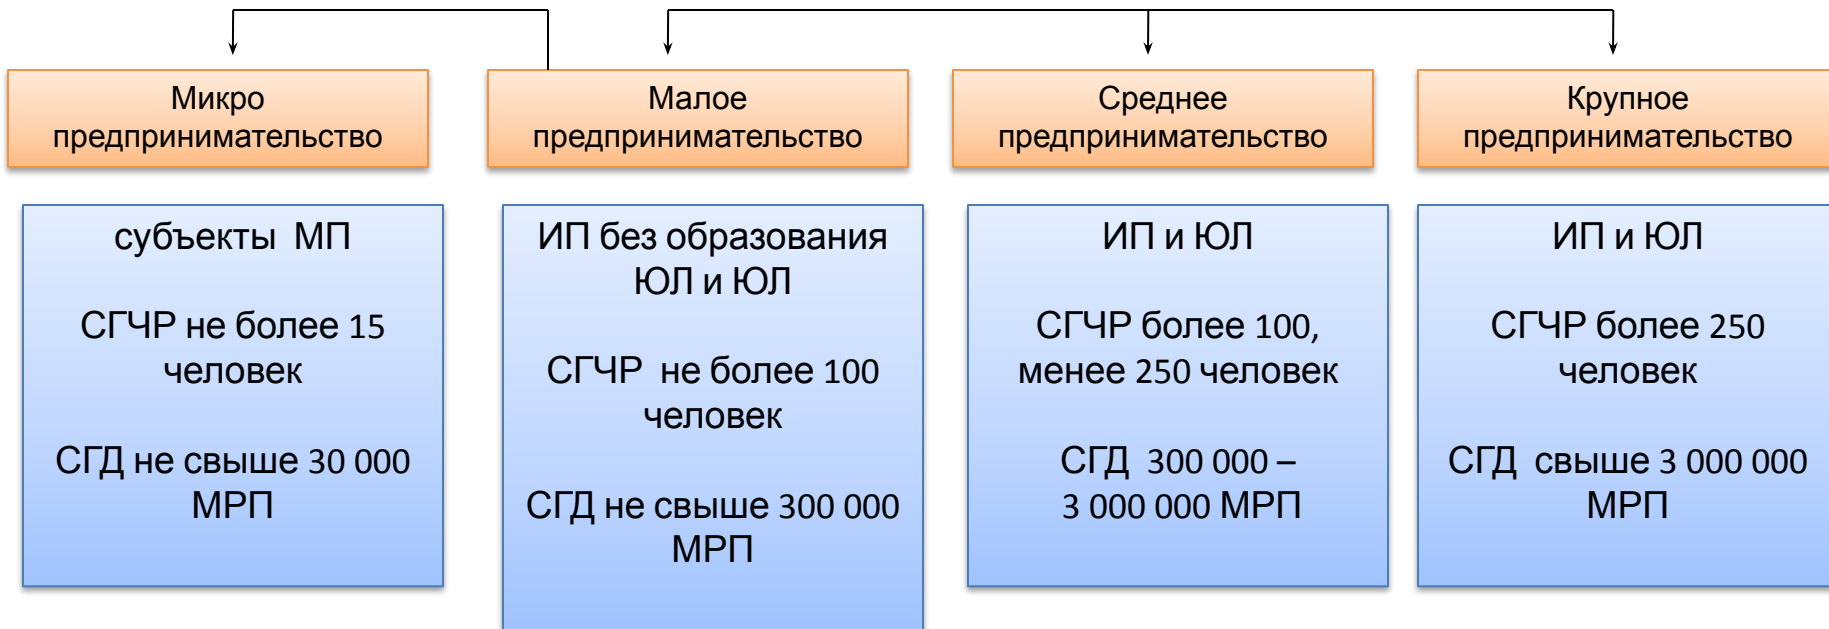 Микро
предпринимательство
Малое
предпринимательство
Среднее
предпринимательство
Крупное
предпринимательство
субъекты МП
СГЧР не более 15
человек
СГД не свыше 30 000
МРП
ИП без образования
ЮЛ и ЮЛ
СГЧР не более 100
человек
СГД не свыше 300 000
МРП
ИП и ЮЛ
СГЧР более 100,
менее 250 человек
СГД 300 000 –
3 000 000 МРП
ИП и ЮЛ
СГЧР более 250
человек
СГД свыше 3 000 000
МРП